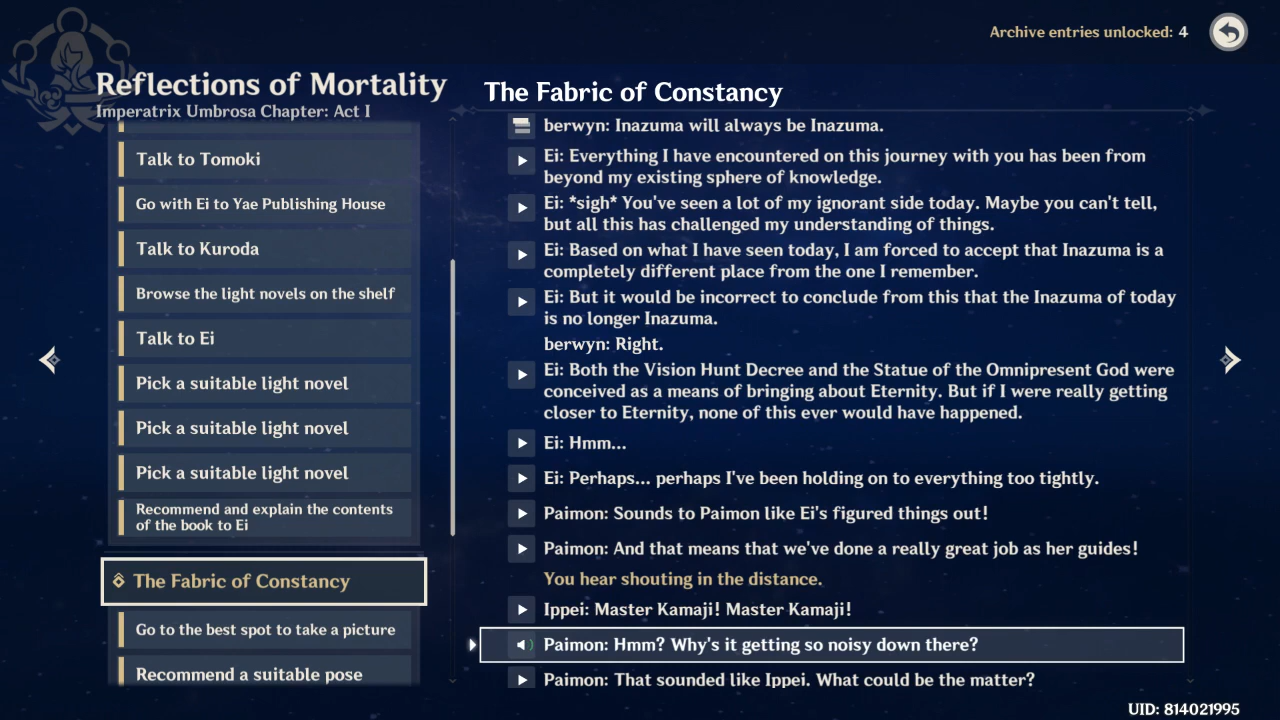 Archive entries unlocked: 4
Reflections of Mortality
Imperatrix Umbrosa Chapter: Act I
Talk to Tomoki
Go with Ei to Yae Publishing House
Talk to Kuroda
Browse the light novels on the shelf
Talk to Ei
Pick a suitable light novel
Pick a suitable light novel
Pick a suitable light novel
Recommend and explain the contents
of the book to Ei
The Fabric of Constancy
Go to the best spot to take a picture
Recommend a suitable pose
The Fabric of Constancy
berwyn: Inazuma will always be Inazuma.
Ei: Everything I have encountered on this journey with you has been from
beyond my existing sphere of knowledge.
Ei: *sigh* You've seen a lot of my ignorant side today. Maybe you can't tell,
but all this has challenged my understanding of things.
Ei: Based on what I have seen today, I am forced to accept that Inazuma is a
completely different place from the one I remember.
Ei: But it would be incorrect to conclude from this that the Inazuma of today
is no longer Inazuma.
berwyn: Right.
Ei: Both the Vision Hunt Decree and the Statue of the Omnipresent God were
conceived as a means of bringing about Eternity. But if I were really getting
closer to Eternity, none of this ever would have happened.
Ei: Hmm...
Ei: Perhaps... perhaps I've been holding on to everything too tightly.
Paimon: Sounds to Paimon like Ei's figured things out!
Paimon: And that means that we've done a really great job as her guides!
You hear shouting in the distance.
Ippei: Master Kamaji! Master Kamaji!
Paimon: Hmm? Why's it getting so noisy down there?
Paimon: That sounded like Ippei. What could be the matter?
UID: 814021995